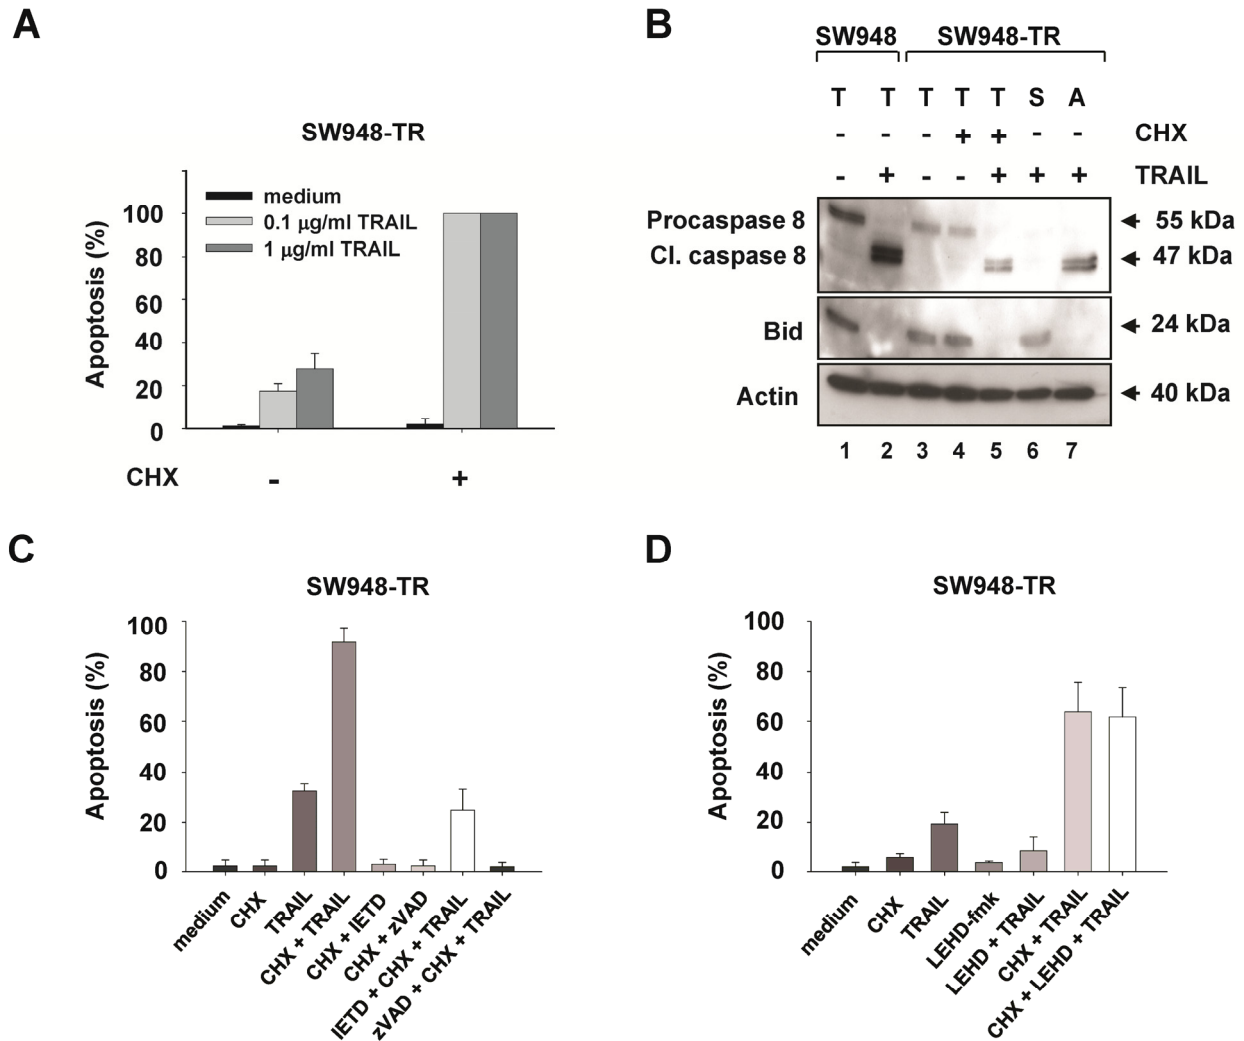 A
SW948-TR
medium
0.1 µg/ml TRAIL
1 µg/ml TRAIL
Apoptosis (%)
100
80
60
40
20
0
CHX
- +
B
SW948 SW948-TR
T T T T T S A
- - - + + - - CHX
- + - - + + + TRAIL
Procaspase 8 55 kDa
Cl. caspase 8 47 kDa
Bid 24 kDa
Actin 40 kDa
1 2 3 4 5 6 7
C
SW948-TR
Apoptosis (%)
100
80
60
40
20
0
medium
CHX
TRAIL
CHX + TRAIL
CHX + IETD
CHX + zVAD
IETD + CHX + TRAIL
zVAD + CHX + TRAIL
D
SW948-TR
Apoptosis (%)
100
80
60
40
20
0
medium
CHX
TRAIL
LEHD-fmk
LEHD + TRAIL
CHX + TRAIL
CHX + LEHD + TRAIL